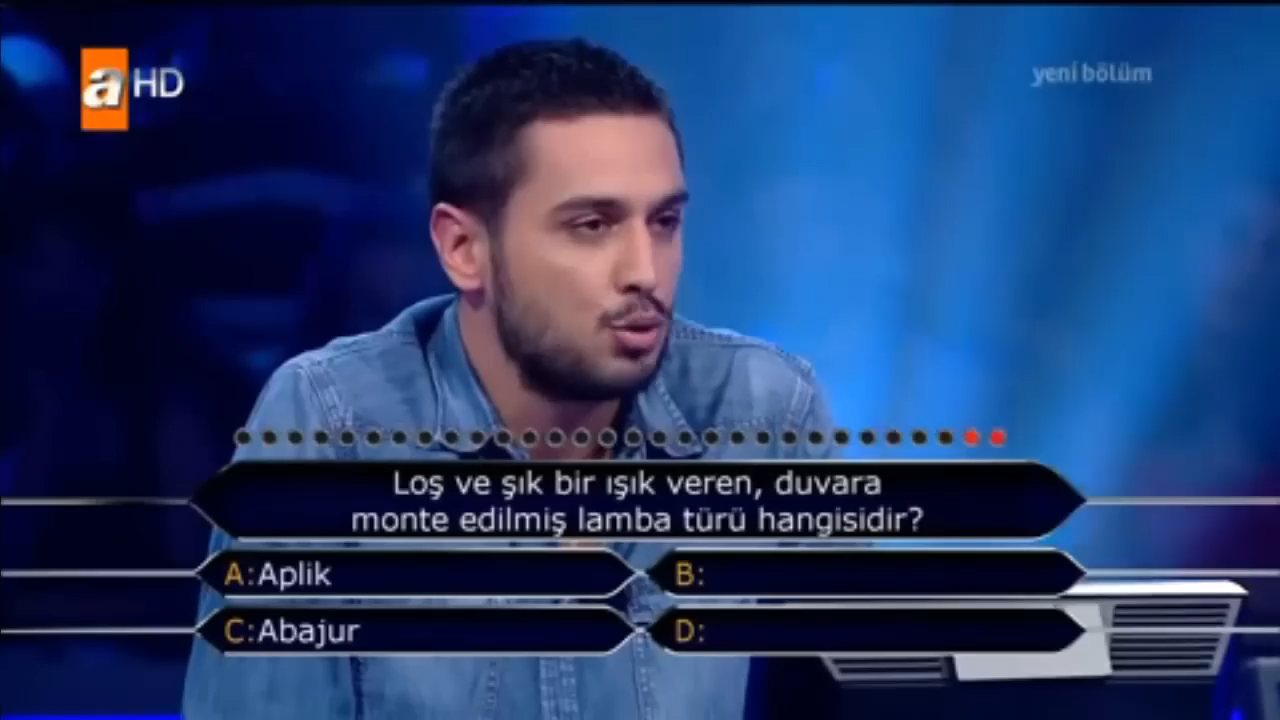 a HD
yeni bölüm
Loş ve şık bir ışık veren, duvara
monte edilmiş lamba türü hangisidir?
A:Aplik
B:
C:Abajur
D: